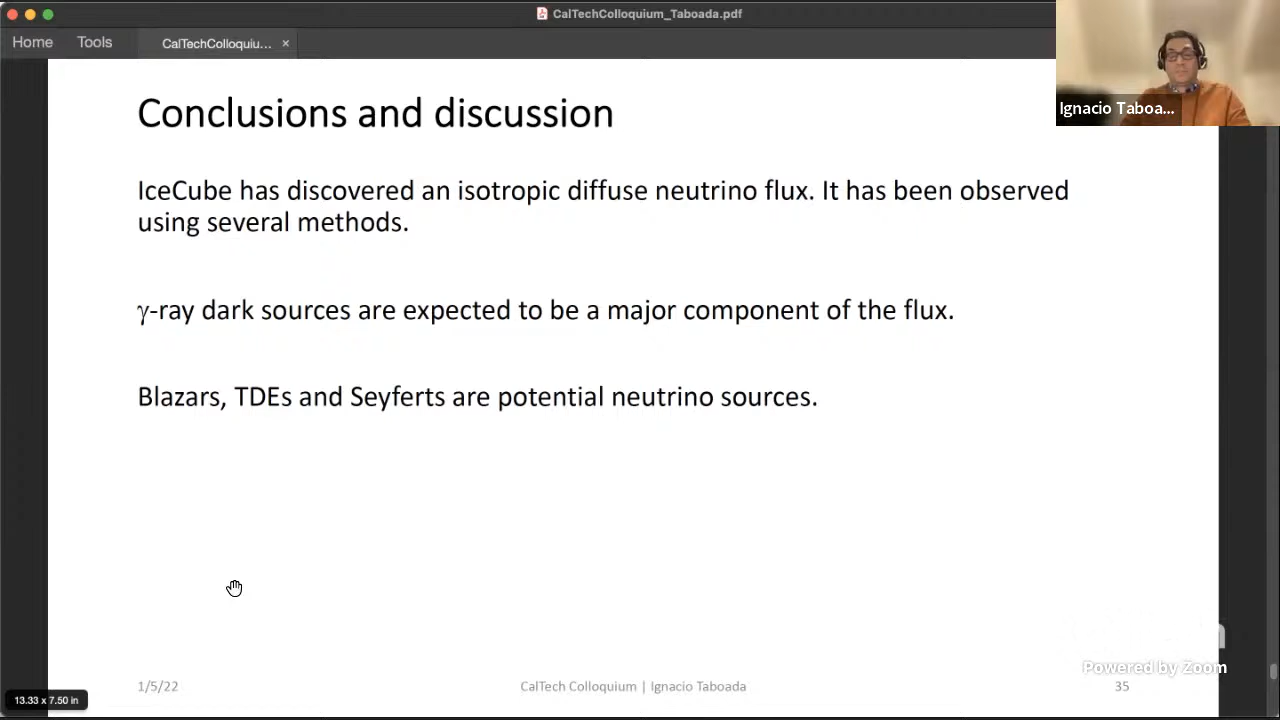 CalTechColloquium_Taboada.pdf
Home Tools CalTechColloquiu... ×
Ignacio Taboa...
Conclusions and discussion
IceCube has discovered an isotropic diffuse neutrino flux. It has been observed
using several methods.
γ-ray dark sources are expected to be a major component of the flux.
Blazars, TDEs and Seyferts are potential neutrino sources.
Powered by Zoom
1/5/22 CalTech Colloquium | Ignacio Taboada 35
13.33 x 7.50 in